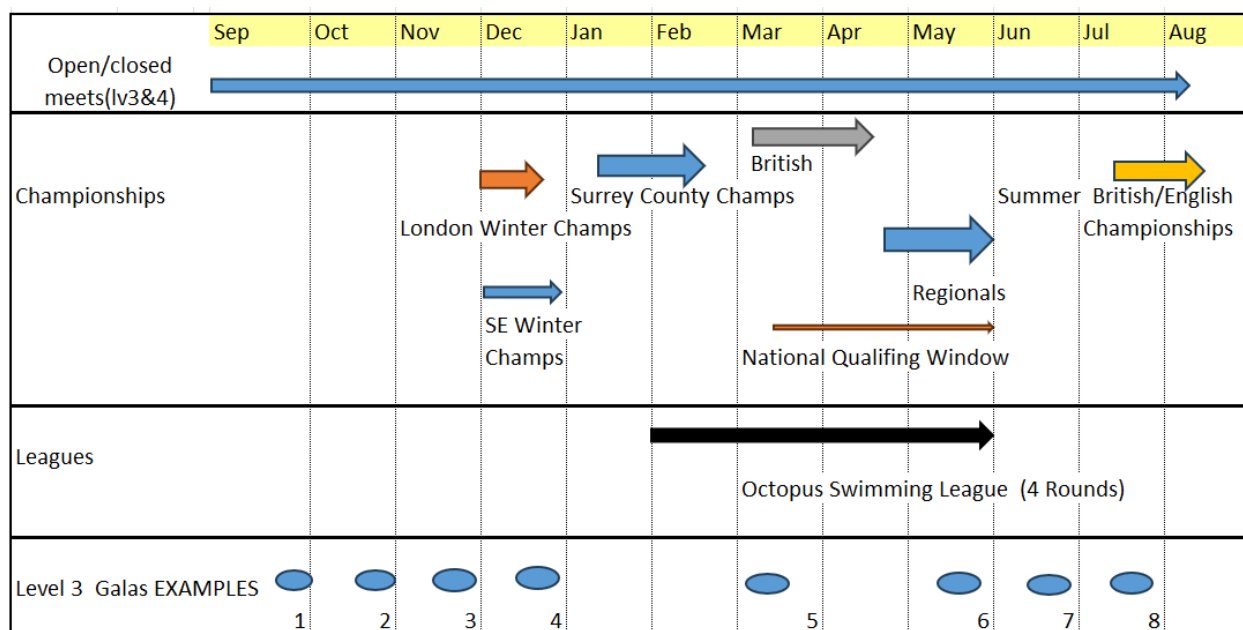 Sep Oct Nov Dec Jan Feb Mar Apr May Jun Jul Aug
Open/closed
meets(lv3&4)
British
Championships
Surrey County Champs
Summer British/English
Championships
London Winter Champs
Regionals
SE Winter
Champs
National Qualifing Window
Leagues
Octopus Swimming League (4 Rounds)
Level 3 Galas EXAMPLES
1 2 3 4 5 6 7 8